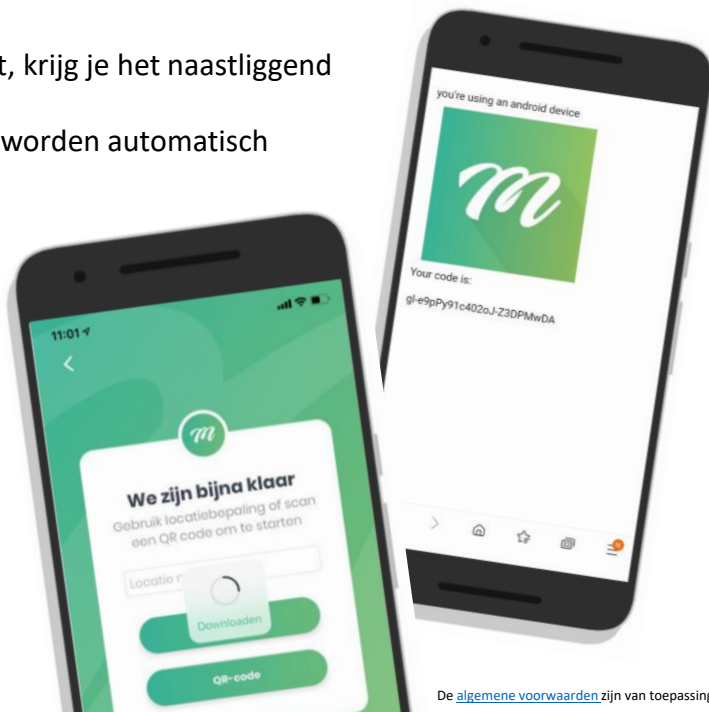 t, krijg je het naastliggend
worden automatisch
you're using an android device
m
Your code is:
gl-e9pPy91c402oJ-Z3DPMwDA
11:01
m
We zijn bijna klaar
Gebruik locatiebepaling of scan
een QR code om te starten
Locatio
Downloaden
QR-code
De algemene voorwaarden zijn van toepassing